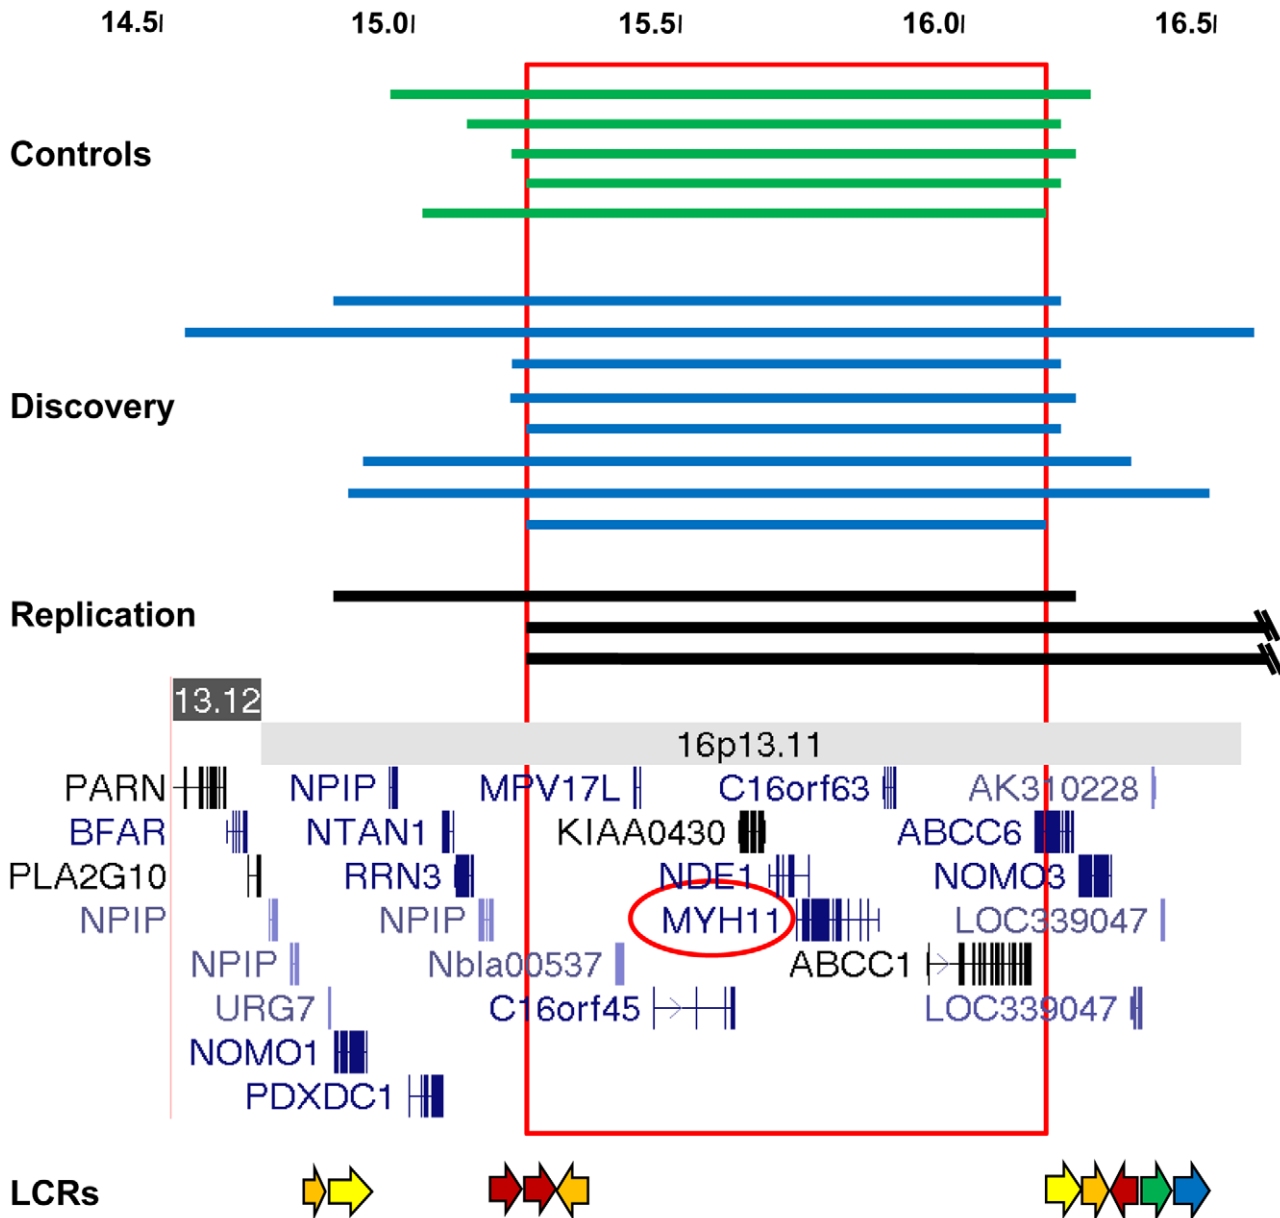 14.5 15.0 15.5 16.0 16.5
Controls
Discovery
Replication
13.12
16p13.11
PARN NPIP MPV17L C16orf63 AK310228
BFAR NTAN1 KIAA0430 ABCC6
PLA2G10 RRN3 NDE1 NOMO3
NPIP NPIP MYH11 LOC339047
NPIP Nbla00537 ABCC1
URG7 C16orf45 LOC339047
NOMO1
PDXDC1
LCRs